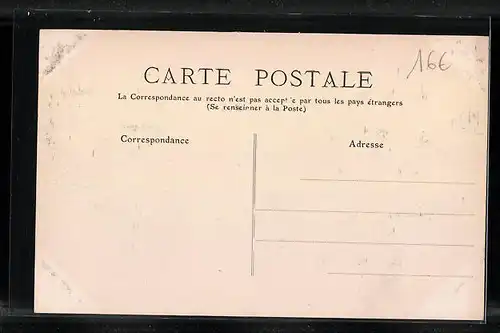 166
CARTE POSTALE
La Correspondance au recto n'est pas accept e par tous les pays étrangers
(Se renseigner à la Poste)
Correspondance
Adresse